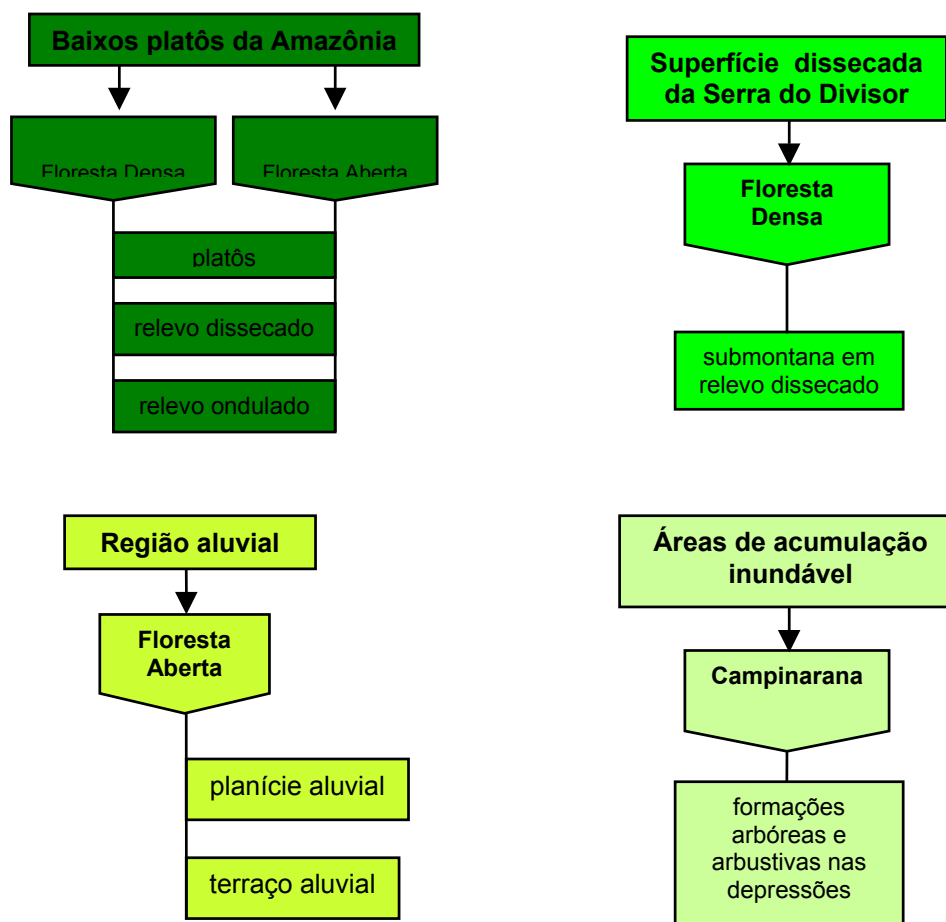 Baixos platôs da Amazônia
Floresta Densa
Floresta Aberta
platôs
relevo dissecado
relevo ondulado
Superfície dissecada
da Serra do Divisor
Floresta
Densa
submontana em
relevo dissecado
Região aluvial
Floresta
Aberta
planície aluvial
terraço aluvial
Áreas de acumulação
inundável
Campinarana
formações
arbóreas e
arbustivas nas
depressões